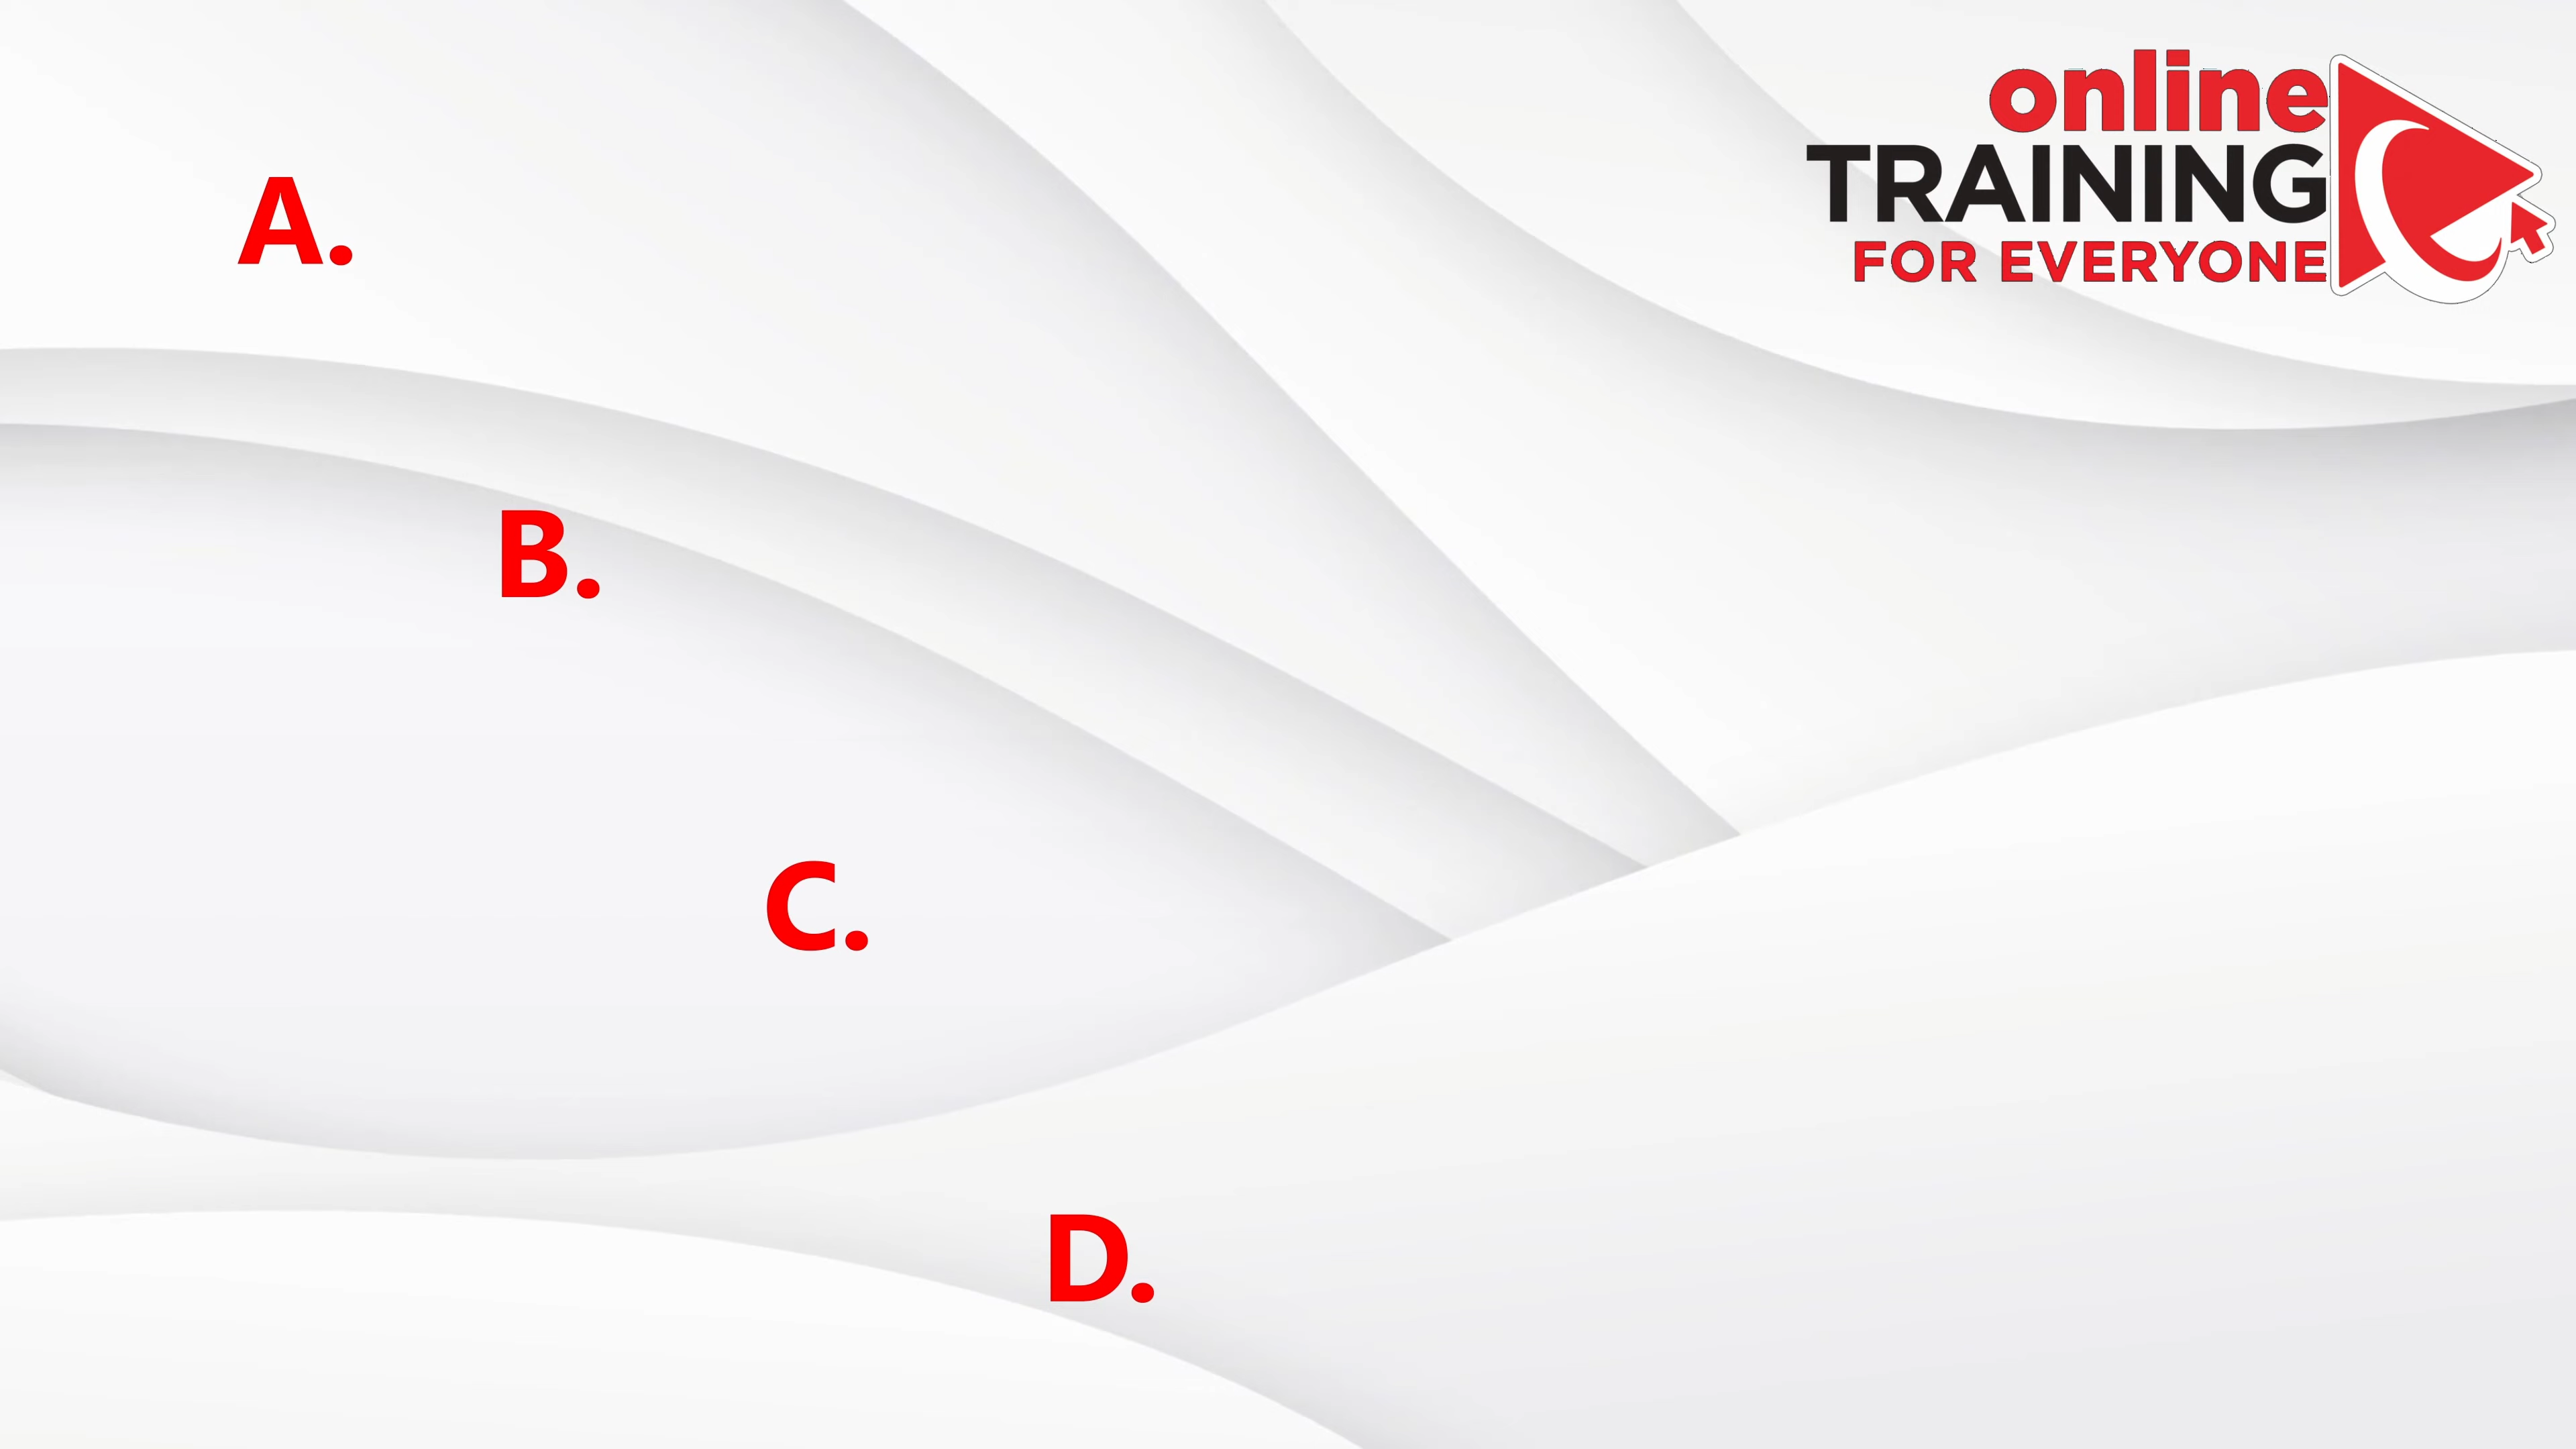 online
TRAINING
FOR EVERYONE
A.
B.
C.
D.